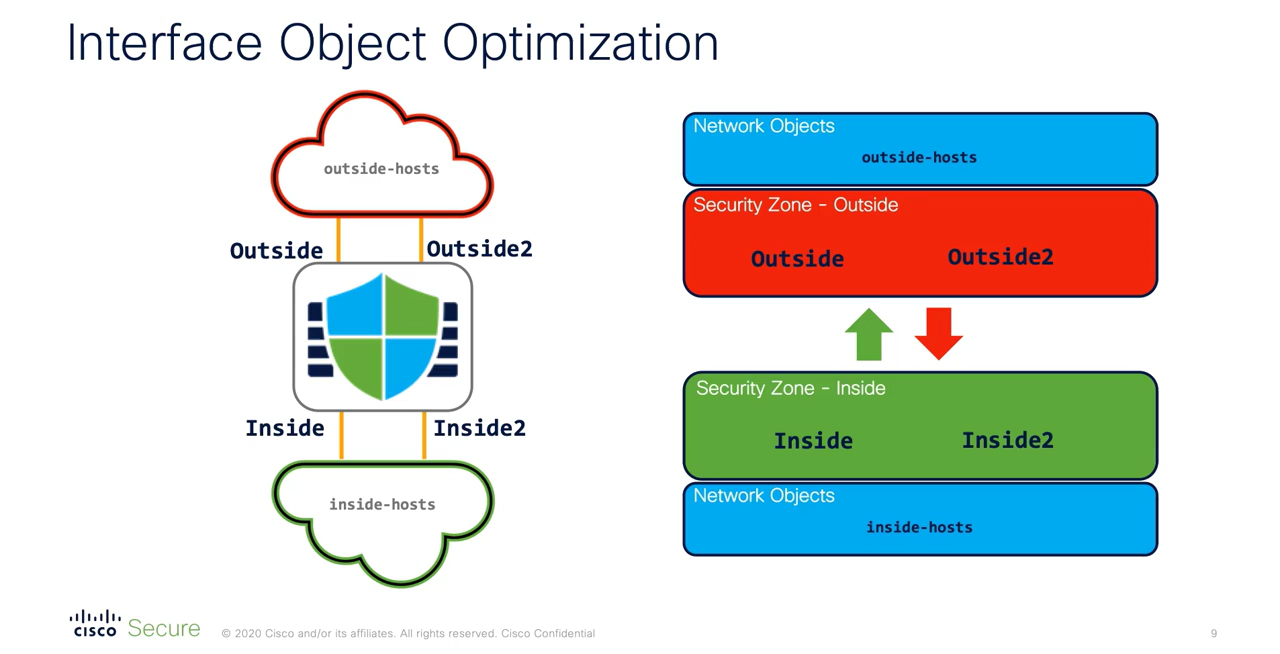 Interface Object Optimization
outside-hosts
Outside
Outside2
Inside
Inside2
inside-hosts
Network Objects
outside-hosts
Security Zone - Outside
Outside
Outside2
Security Zone - Inside
Inside
Inside2
Network Objects
inside-hosts
CISCO Secure
© 2020 Cisco and/or its affiliates. All rights reserved. Cisco Confidential
9